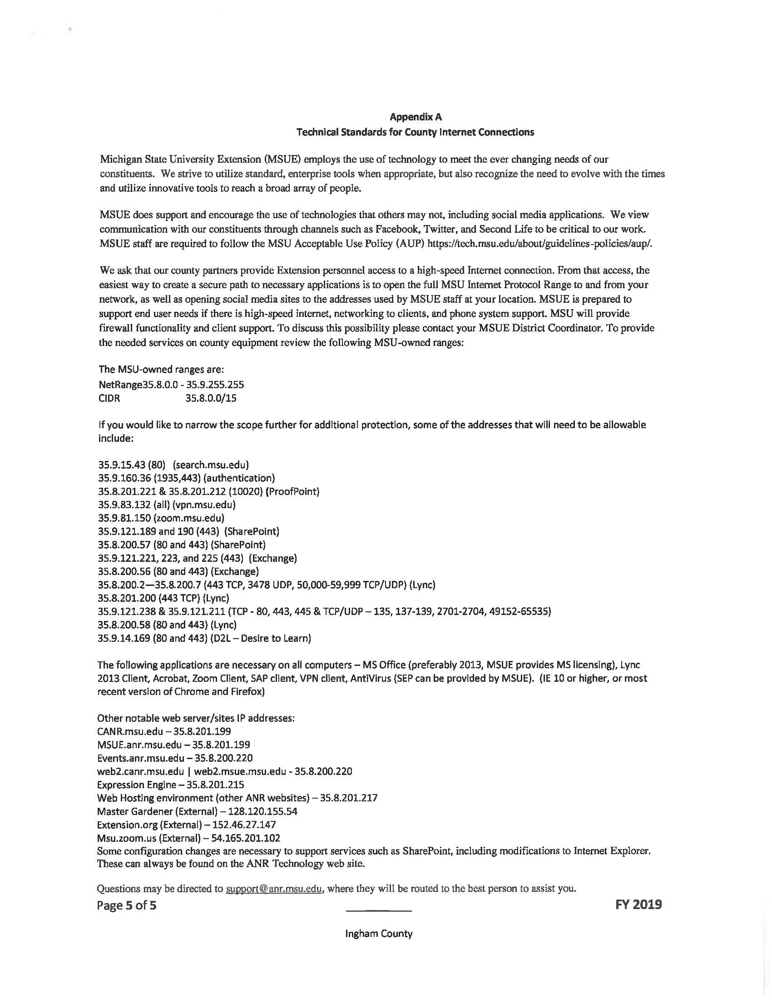 Appendix A
Technical Standards for County Internet Connections
Michigan State University Extension (MSUE) employs the use of technology to meet the ever changing needs of our
constituents.  We strive to utilize standard, enterprise tools when appropriate, but also recognize the need to evolve with the times
and utilize innovative tools to reach a broad array of people.
MSUE does support and encourage the use of technologies that others may not, including social media applications.  We view
communication with our constituents through channels such as Facebook, Twitter, and Second Life to be critical to our work.
MSUE staff are required to follow the MSU Acceptable Use Policy (AUP) https://tech.msu.edu/about/guidelines-policies/aup/.
We ask that our county partners provide Extension personnel access to a high-speed Internet connection. From that access, the
easiest way to create a secure path to necessary applications is to open the full MSU Internet Protocol Range to and from your
network, as well as opening social media sites to the addresses used by MSUE staff at your location. MSUE is prepared to
support end user needs if there is high-speed internet, networking to clients, and phone system support. MSU will provide
firewall functionality and client support. To discuss this possibility please contact your MSUE District Coordinator. To provide
the needed services on county equipment review the following MSU-owned ranges:
The MSU-owned ranges are:
NetRange35.8.0.0 - 35.9.255.255
CIDR 35.8.0.0/15
If you would like to narrow the scope further for additional protection, some of the addresses that will need to be allowable
include:
35.9.15.43 (80)  (search.msu.edu)
35.9.160.36 (1935,443) (authentication)
35.8.201.221 & 35.8.201.212 (10020) (ProofPoint)
35.9.83.132 (all) (vpn.msu.edu)
35.9.81.150 (zoom.msu.edu)
35.9.121.189 and 190 (443)  (SharePoint)
35.8.200.57 (80 and 443) (SharePoint)
35.9.121.221, 223, and 225 (443)  (Exchange)
35.8.200.56 (80 and 443) (Exchange)
35.8.200.2—35.8.200.7 (443 TCP, 3478 UDP, 50,000-59,999 TCP/UDP) (Lync)
35.8.201.200 (443 TCP) (Lync)
35.9.121.238 & 35.9.121.211 (TCP - 80, 443, 445 & TCP/UDP – 135, 137-139, 2701-2704, 49152-65535)
35.8.200.58 (80 and 443) (Lync)
35.9.14.169 (80 and 443) (D2L – Desire to Learn)
The following applications are necessary on all computers – MS Office (preferably 2013, MSUE provides MS licensing), Lync
2013 Client, Acrobat, Zoom Client, SAP client, VPN client, AntiVirus (SEP can be provided by MSUE).  (IE 10 or higher, or most
recent version of Chrome and Firefox)
Other notable web server/sites IP addresses:
CANR.msu.edu – 35.8.201.199
MSUE.anr.msu.edu – 35.8.201.199
Events.anr.msu.edu – 35.8.200.220
web2.canr.msu.edu | web2.msue.msu.edu - 35.8.200.220
Expression Engine – 35.8.201.215
Web Hosting environment (other ANR websites) – 35.8.201.217
Master Gardener (External) – 128.120.155.54
Extension.org (External) – 152.46.27.147
Msu.zoom.us (External) – 54.165.201.102
Some configuration changes are necessary to support services such as SharePoint, including modifications to Internet Explorer.
These can always be found on the ANR Technology web site.
Questions may be directed to support@anr.msu.edu, where they will be routed to the best person to assist you.
Page 5 of 5 FY 2019
Ingham County